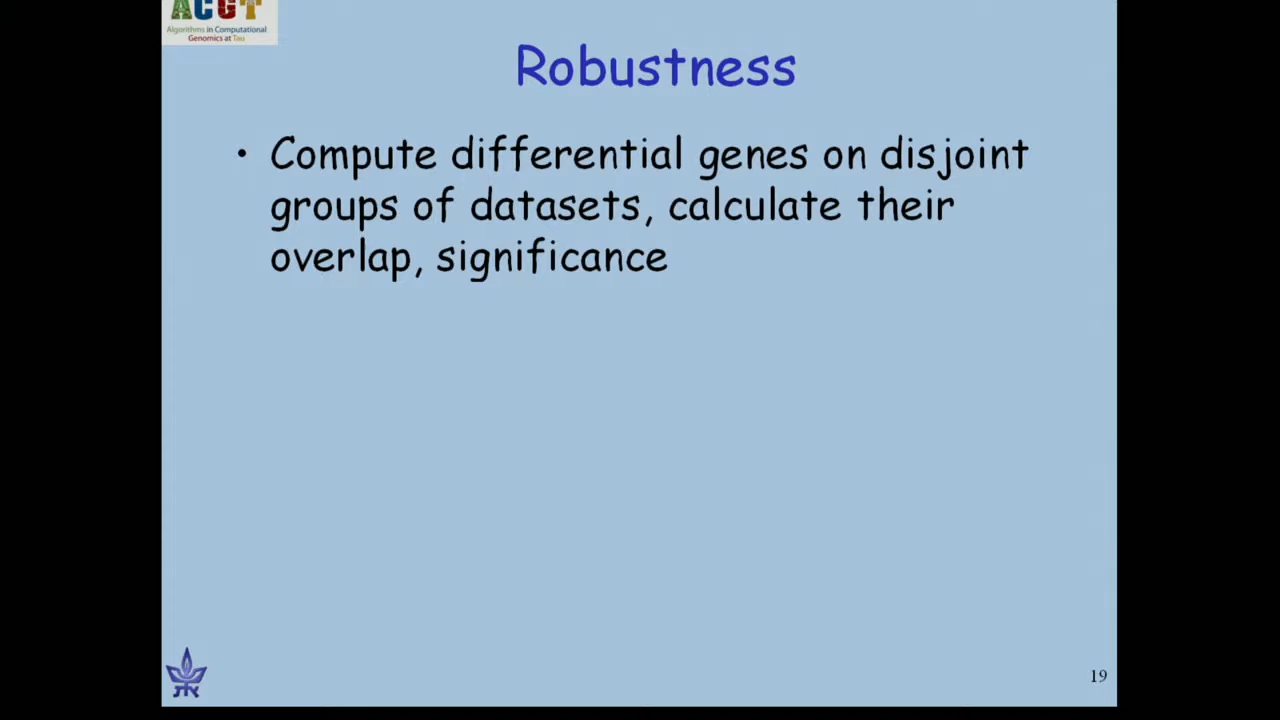 ACGT
Algorithms in Computational
Genomics at Tau
Robustness
• Compute differential genes on disjoint
groups of datasets, calculate their
overlap, significance
19